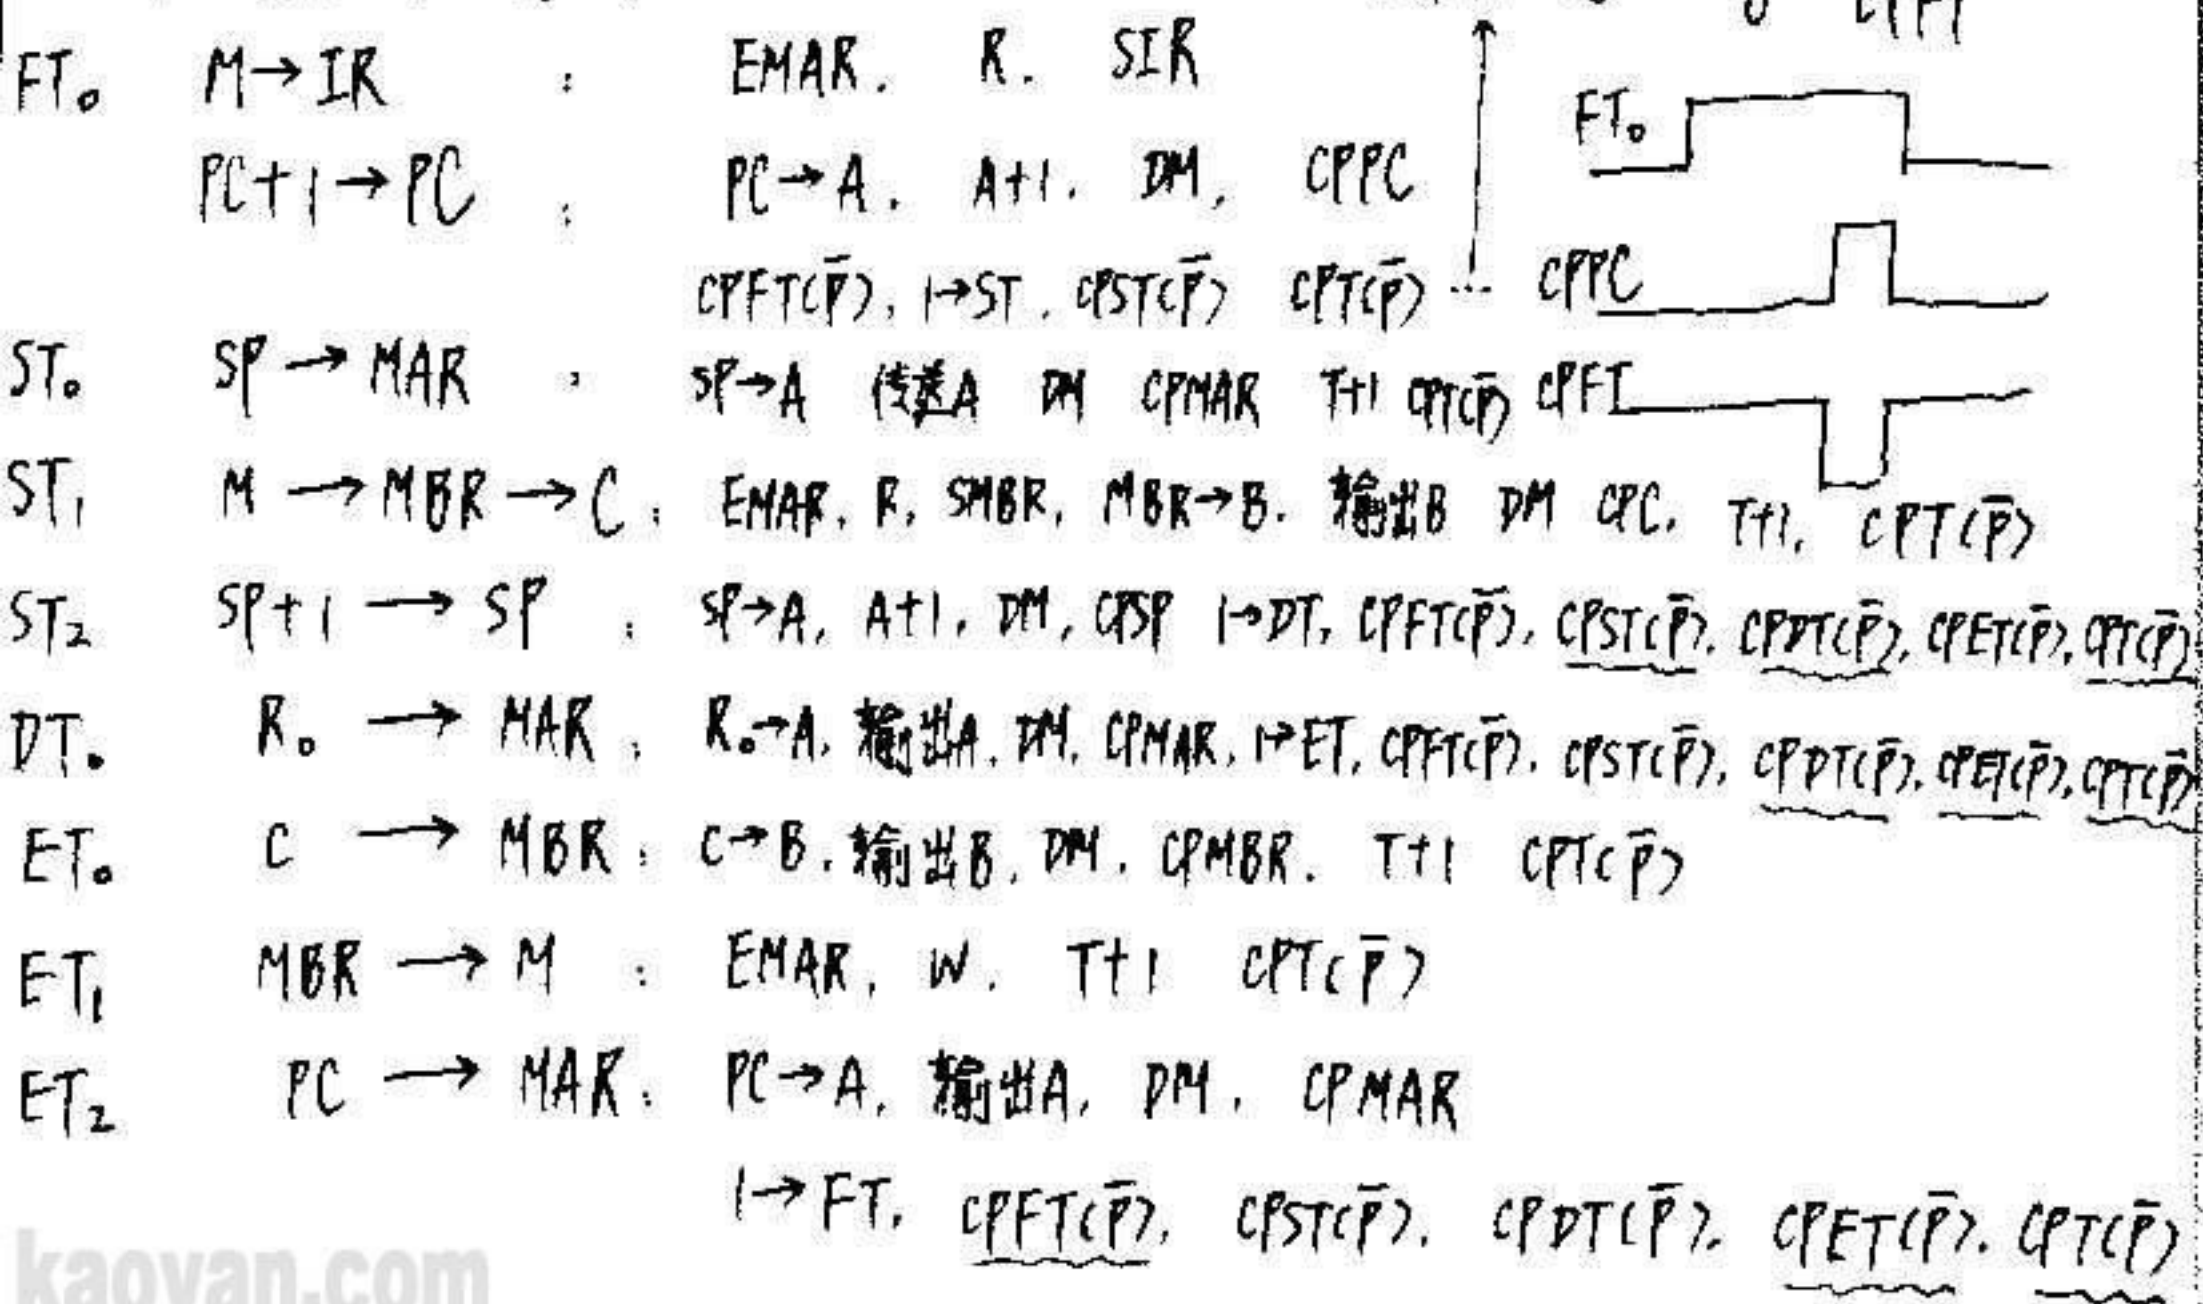 FT₀ M→IR : EMAR. R. SIR
FT₀
PC+1→PC : PC→A. A+1. DM, CPPC
CPFT(P̄), 1→ST. CPST(P̄) CPT(P̄) ... CPPC
ST₀ SP→MAR : SP→A 传送A DM CPMAR T+1 CPT(P̄) CPFT
ST₁ M→MBR→C : EMAR. R, SMBR, MBR→B. 输出B DM CPC. T+1, CPT(P̄)
ST₂ SP+1→SP : SP→A, A+1, DM, CPSP 1→DT, CPFT(P̄), CPST(P̄). CPDT(P̄), CPET(P̄), CPT(P̄)
DT₀ R₀→MAR : R₀→A, 输出A, DM, CPMAR, 1→ET, CPFT(P̄). CPST(P̄), CPDT(P̄), CPET(P̄), CPT(P̄)
ET₀ C→MBR : C→B. 输出B. DM. CPMBR. T+1 CPT(P̄)
ET₁ MBR→M : EMAR, W. T+1 CPT(P̄)
ET₂ PC→MAR : PC→A, 输出A, DM. CPMAR
1→FT. CPFT(P̄), CPST(P̄). CPDT(P̄). CPET(P̄). CPT(P̄)
kaoyan.com